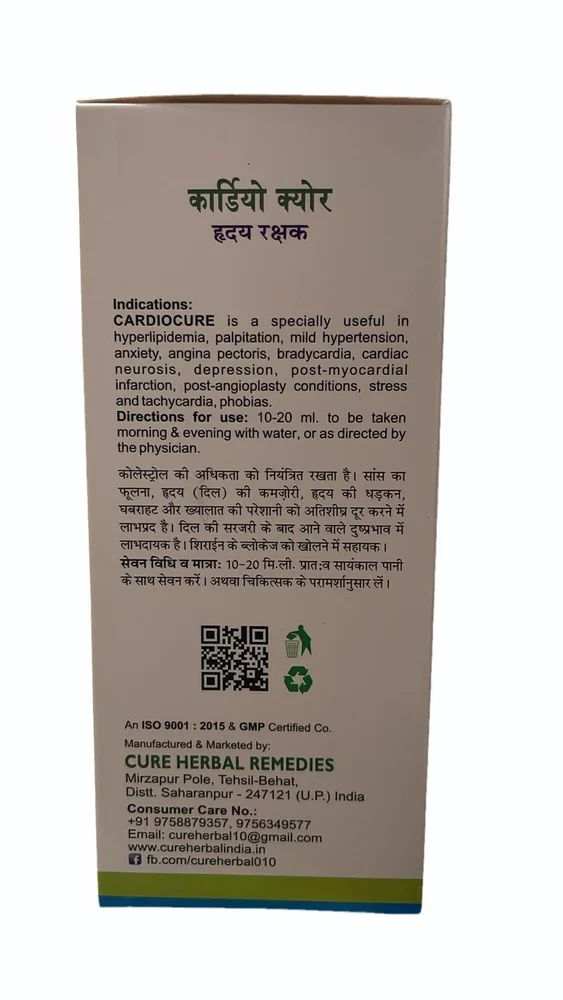 कार्डियो क्योर
हृदय रक्षक
Indications:
CARDIOCURE is a specially useful in
hyperlipidemia, palpitation, mild hypertension,
anxiety, angina pectoris, bradycardia, cardiac
neurosis, depression, post-myocardial
infarction, post-angioplasty conditions, stress
and tachycardia, phobias.
Directions for use: 10-20 ml. to be taken
morning & evening with water, or as directed by
the physician.
कोलेस्ट्रोल की अधिकता को नियंत्रित रखता है। सांस का
फूलना, हृदय (दिल) की कमज़ोरी, हृदय की धड़कन,
घबराहट और ख्यालात की परेशानी को अतिशीघ्र दूर करने में
लाभप्रद है। दिल की सरजरी के बाद आने वाले दुष्प्रभाव में
लाभदायक है। शिराईन के ब्लोकेज को खोलने में सहायक।
सेवन विधि व मात्रा: 10-20 मि.ली. प्रात:व सायंकाल पानी
के साथ सेवन करें। अथवा चिकित्सक के परामर्शानुसार लें।
An ISO 9001 : 2015 & GMP Certified Co.
Manufactured & Marketed by:
CURE HERBAL REMEDIES
Mirzapur Pole, Tehsil-Behat,
Distt. Saharanpur - 247121 (U.P.) India
Consumer Care No.:
+91 9758879357, 9756349577
Email: cureherbal10@gmail.com
www.cureherbalindia.in
fb.com/cureherbal010